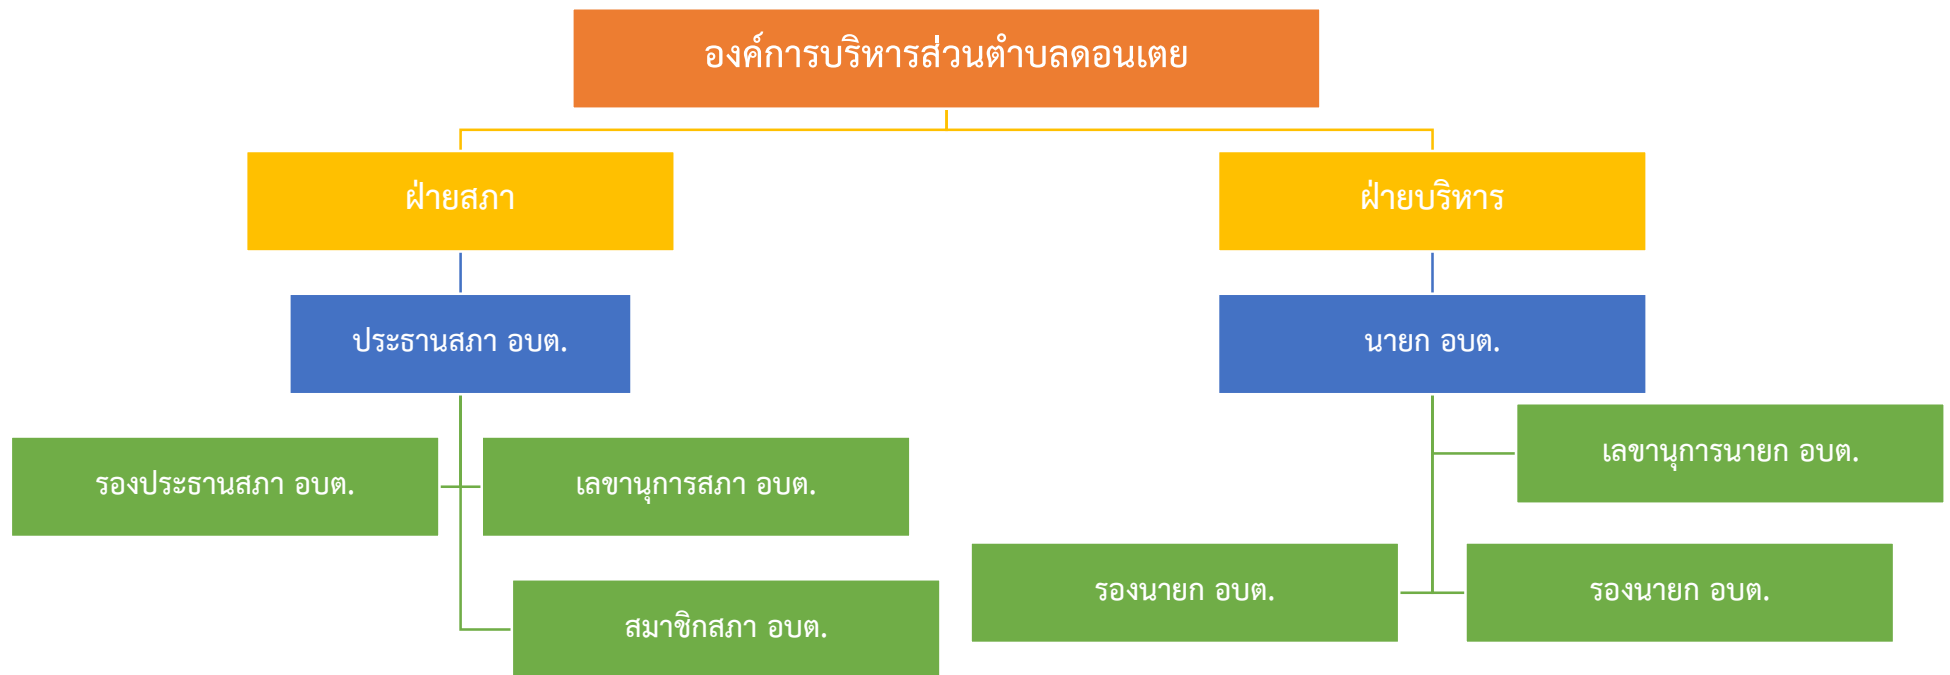 องค์การบริหารส่วนตำบลดอนเตย
ฝ่ายสภา
ฝ่ายบริหาร
ประธานสภา อบต.
นายก อบต.
รองประธานสภา อบต.
เลขานุการสภา อบต.
เลขานุการนายก อบต.
สมาชิกสภา อบต.
รองนายก อบต.
รองนายก อบต.